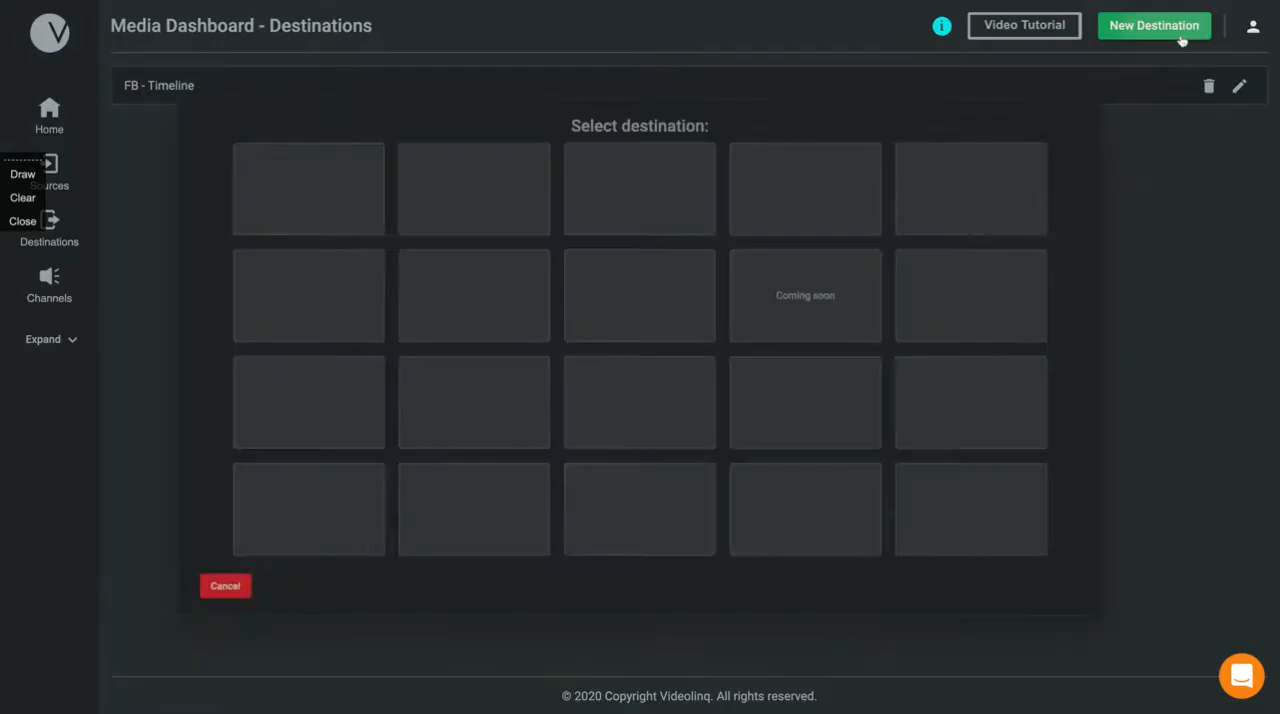 Media Dashboard - Destinations
Video Tutorial
New Destination
FB - Timeline
Home
Draw
Sources
Clear
Close
Destinations
Channels
Expand
Select destination:
Coming soon
Cancel
© 2020 Copyright Videolinq. All rights reserved.